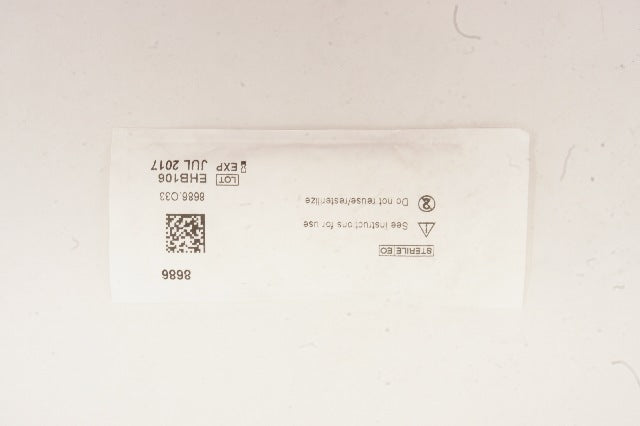 8686
STERILE EO
See instructions for use
Do not reuse/resterilize
8686.033
LOT EHB106
EXP JUL 2017